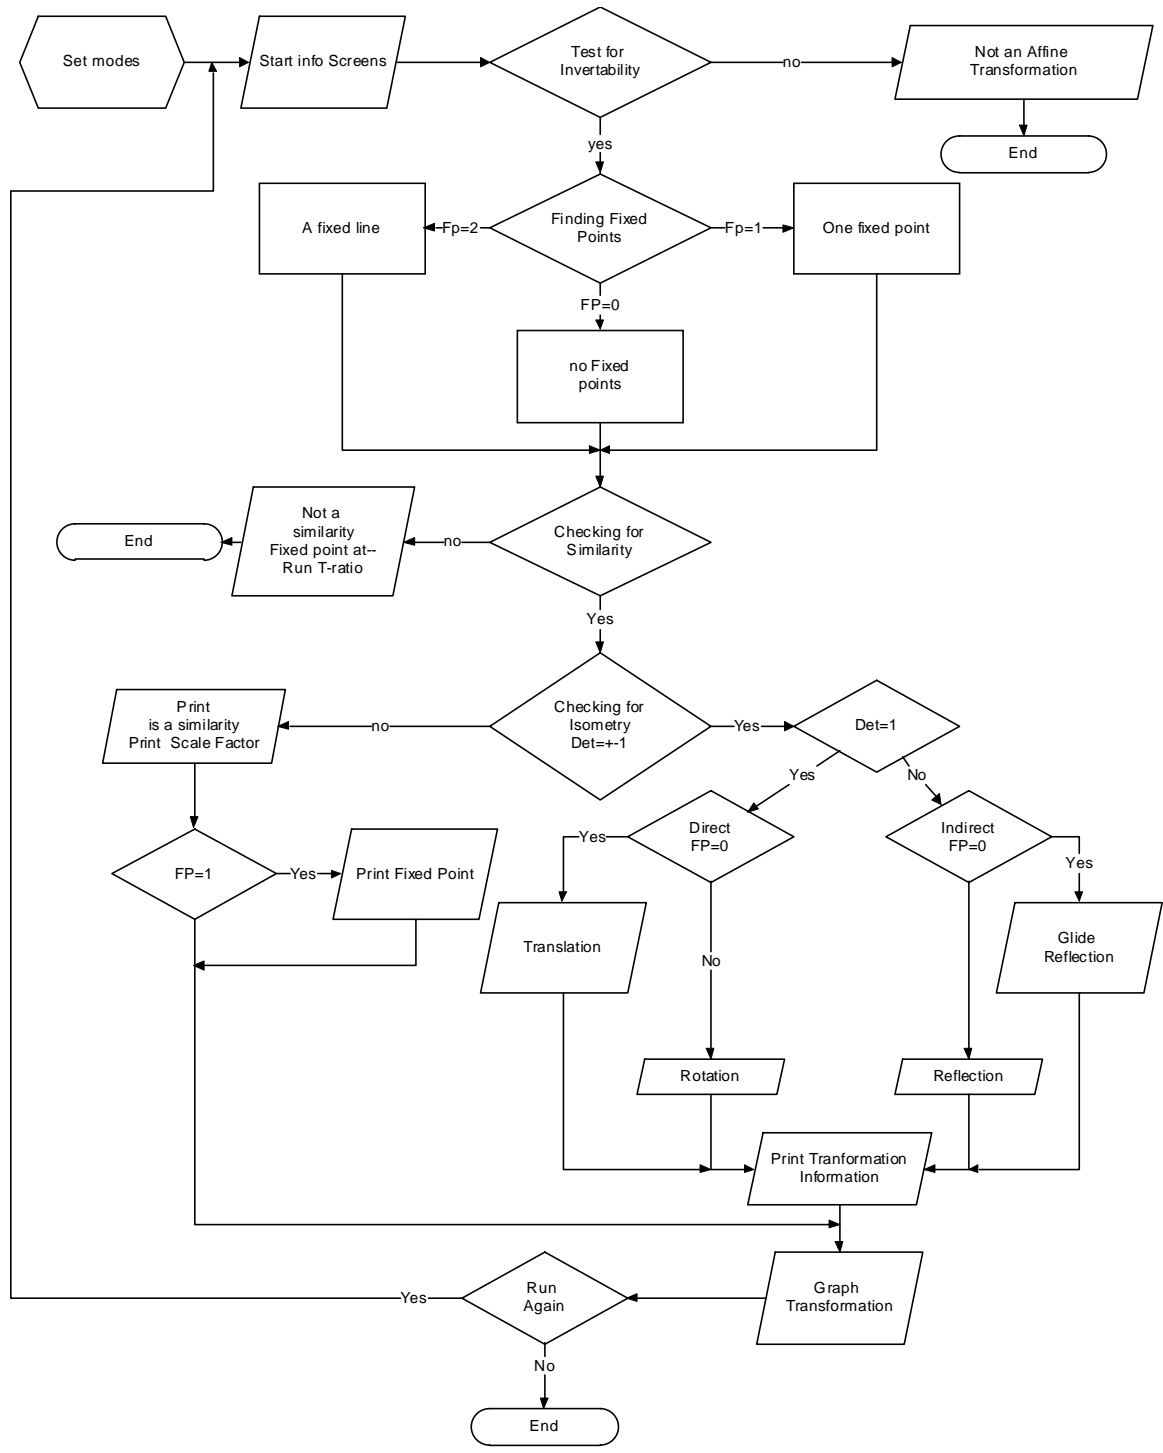 Set modes
Start info Screens
Test for
Invertability
no
Not an Affine
Transformation
End
yes
A fixed line
Fp=2
Finding Fixed
Points
Fp=1
One fixed point
FP=0
no Fixed
points
End
Not a
similarity
Fixed point at--
Run T-ratio
no
Checking for
Similarity
Yes
Print
is a similarity
Print Scale Factor
no
Checking for
Isometry
Det=+-1
Yes
Det=1
Yes
No
FP=1
Yes
Print Fixed Point
Yes
Direct
FP=0
Indirect
FP=0
Yes
Translation
No
Glide
Reflection
Rotation
Reflection
Print Tranformation
Information
Yes
Run
Again
Graph
Transformation
No
End